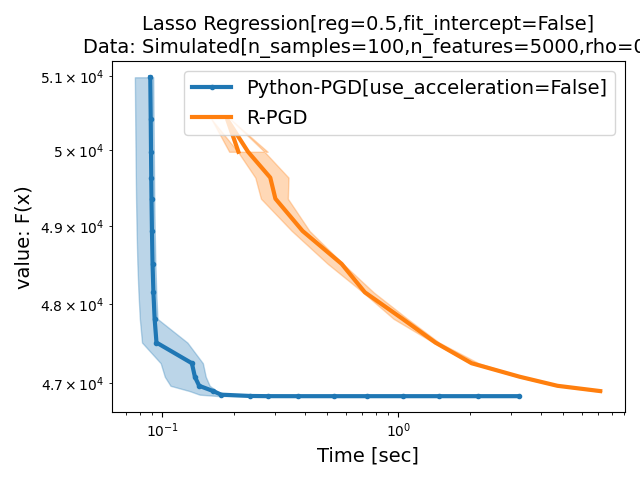 Lasso Regression[reg=0.5,fit_intercept=False]
Data: Simulated[n_samples=100,n_features=5000,rho=0
Python-PGD[use_acceleration=False]
R-PGD
value: F(x)
5.1 × 10⁴
5 × 10⁴
4.9 × 10⁴
4.8 × 10⁴
4.7 × 10⁴
10⁻¹
10⁰
Time [sec]